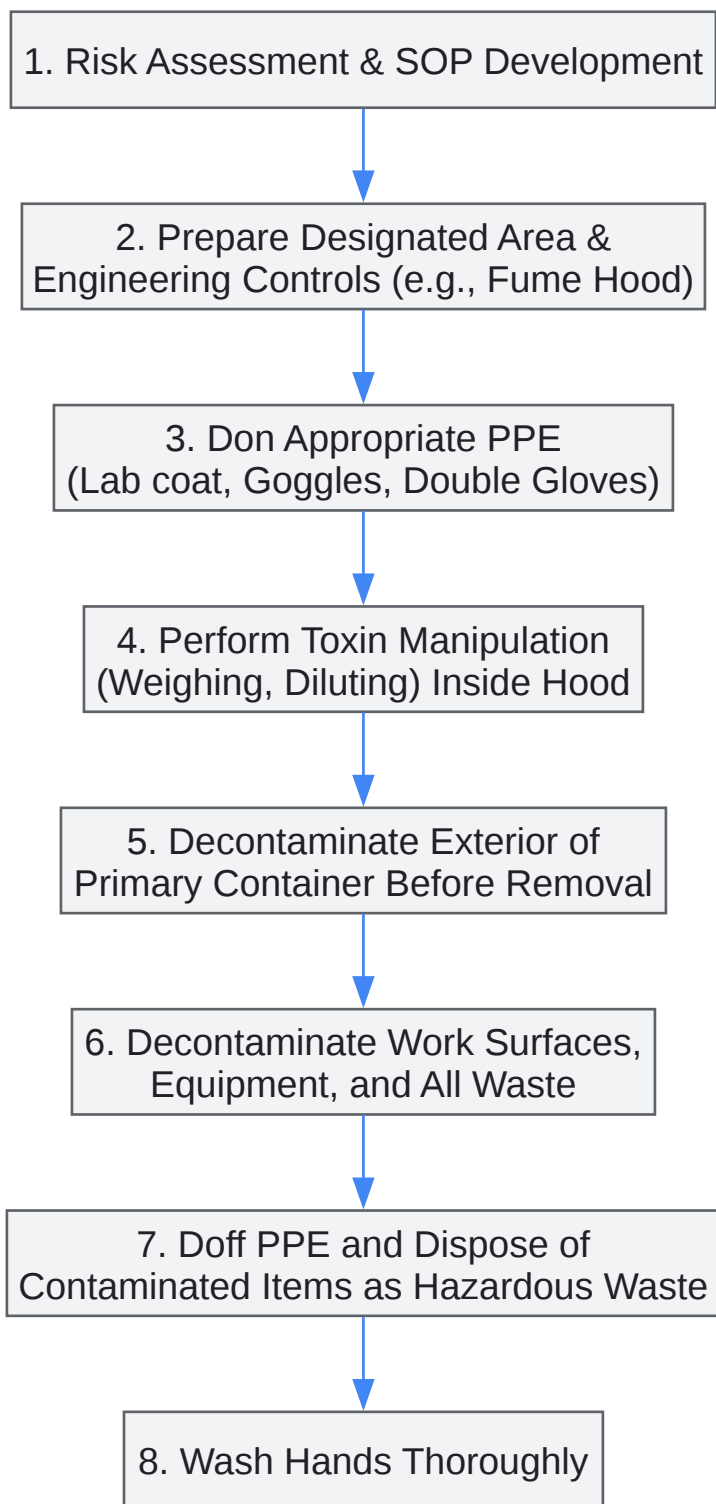 1. Risk Assessment & SOP Development
2. Prepare Designated Area &
Engineering Controls (e.g., Fume Hood)
3. Don Appropriate PPE
(Lab coat, Goggles, Double Gloves)
4. Perform Toxin Manipulation
(Weighing, Diluting) Inside Hood
5. Decontaminate Exterior of
Primary Container Before Removal
6. Decontaminate Work Surfaces,
Equipment, and All Waste
7. Doff PPE and Dispose of
Contaminated Items as Hazardous Waste
8. Wash Hands Thoroughly